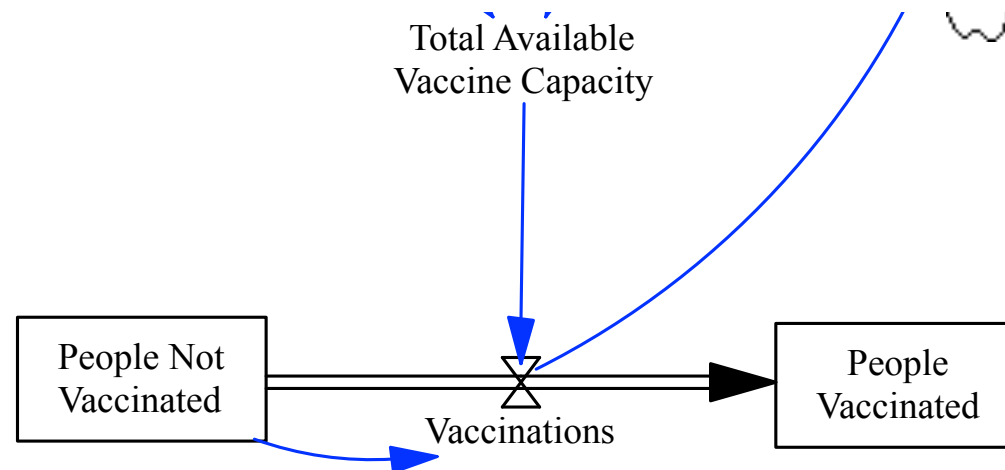 Total Available
Vaccine Capacity
People Not
Vaccinated
Vaccinations
People
Vaccinated